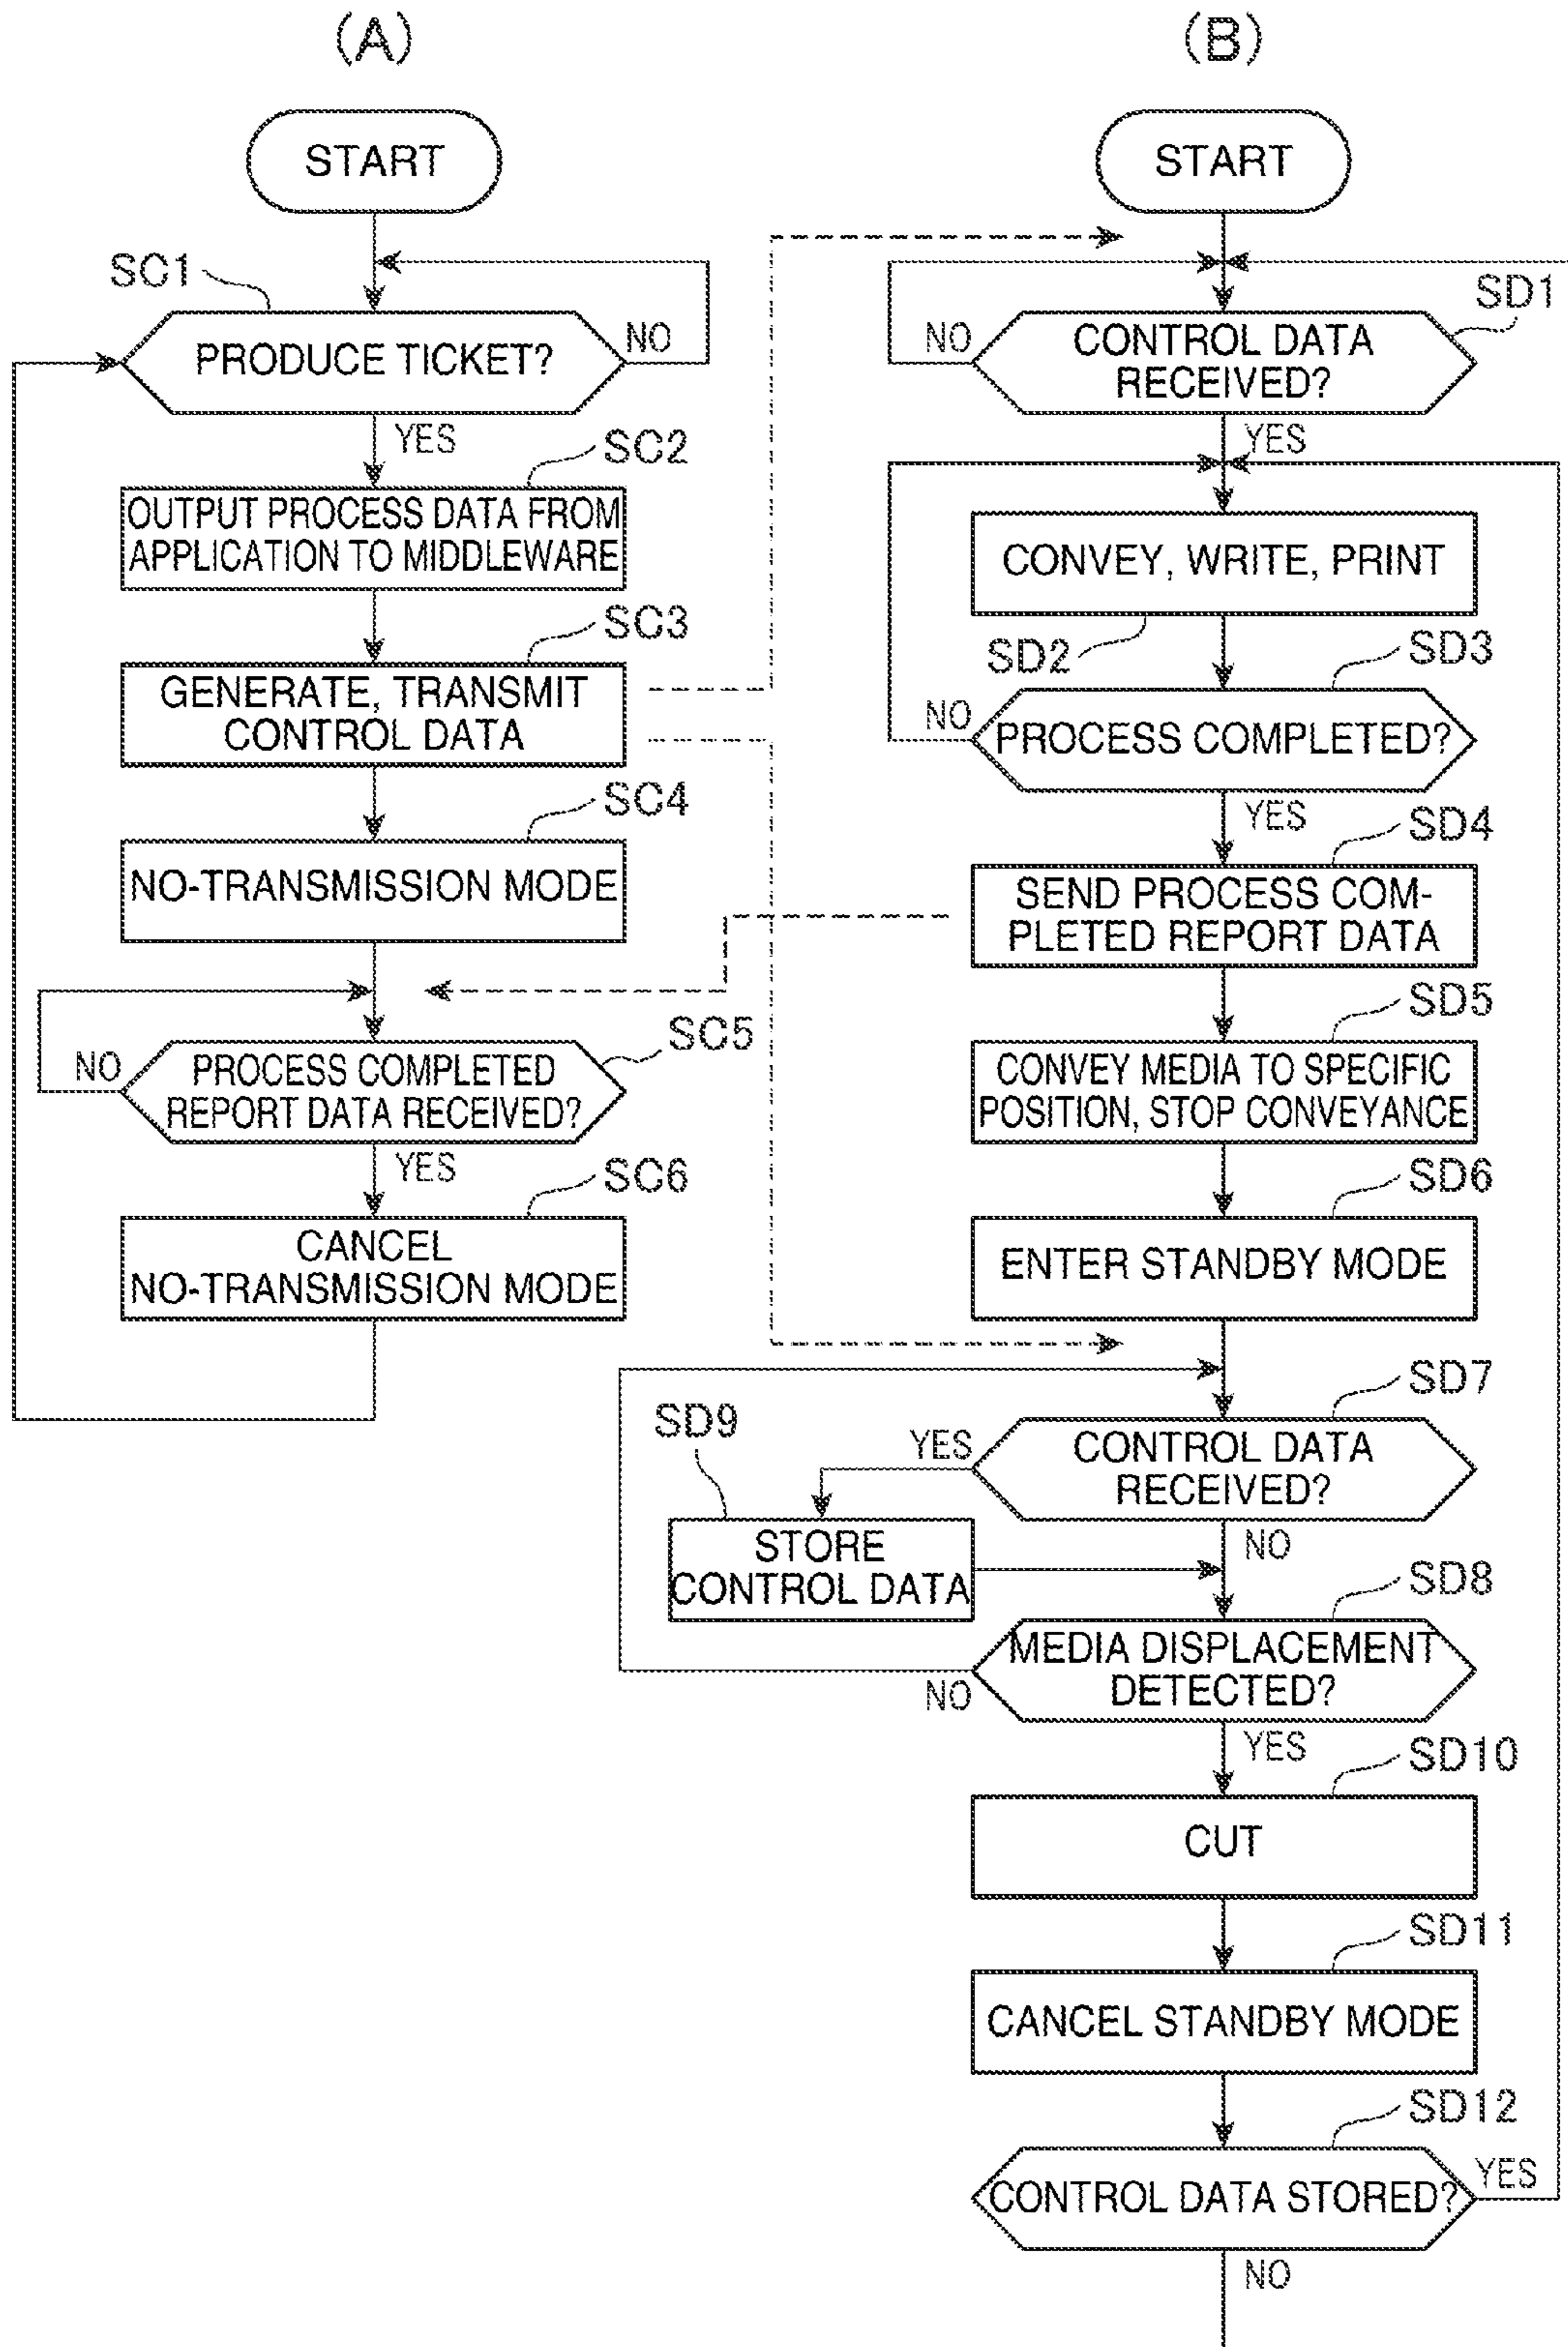 (A)
START
SC1
PRODUCE TICKET?
NO
YES
SC2
OUTPUT PROCESS DATA FROM
APPLICATION TO MIDDLEWARE
SC3
GENERATE, TRANSMIT
CONTROL DATA
SC4
NO-TRANSMISSION MODE
SC5
NO
PROCESS COMPLETED
REPORT DATA RECEIVED?
YES
SC6
CANCEL
NO-TRANSMISSION MODE
(B)
START
SD1
NO
CONTROL DATA
RECEIVED?
YES
CONVEY, WRITE, PRINT
SD2
SD3
NO
PROCESS COMPLETED?
YES
SD4
SEND PROCESS COM-
PLETED REPORT DATA
SD5
CONVEY MEDIA TO SPECIFIC
POSITION, STOP CONVEYANCE
SD6
ENTER STANDBY MODE
SD7
YES
CONTROL DATA
RECEIVED?
NO
SD9
STORE
CONTROL DATA
SD8
MEDIA DISPLACEMENT
DETECTED?
NO
YES
SD10
CUT
SD11
CANCEL STANDBY MODE
SD12
CONTROL DATA STORED?
YES
NO